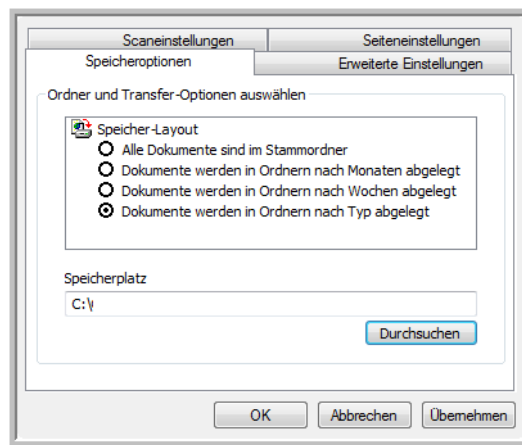 Scaneinstellungen
Seiteneinstellungen
Speicheroptionen
Erweiterte Einstellungen
Ordner und Transfer-Optionen auswählen
Speicher-Layout
Alle Dokumente sind im Stammordner
Dokumente werden in Ordnern nach Monaten abgelegt
Dokumente werden in Ordnern nach Wochen abgelegt
Dokumente werden in Ordnern nach Typ abgelegt
Speicherplatz
C:\
Durchsuchen
OK
Abbrechen
Übernehmen